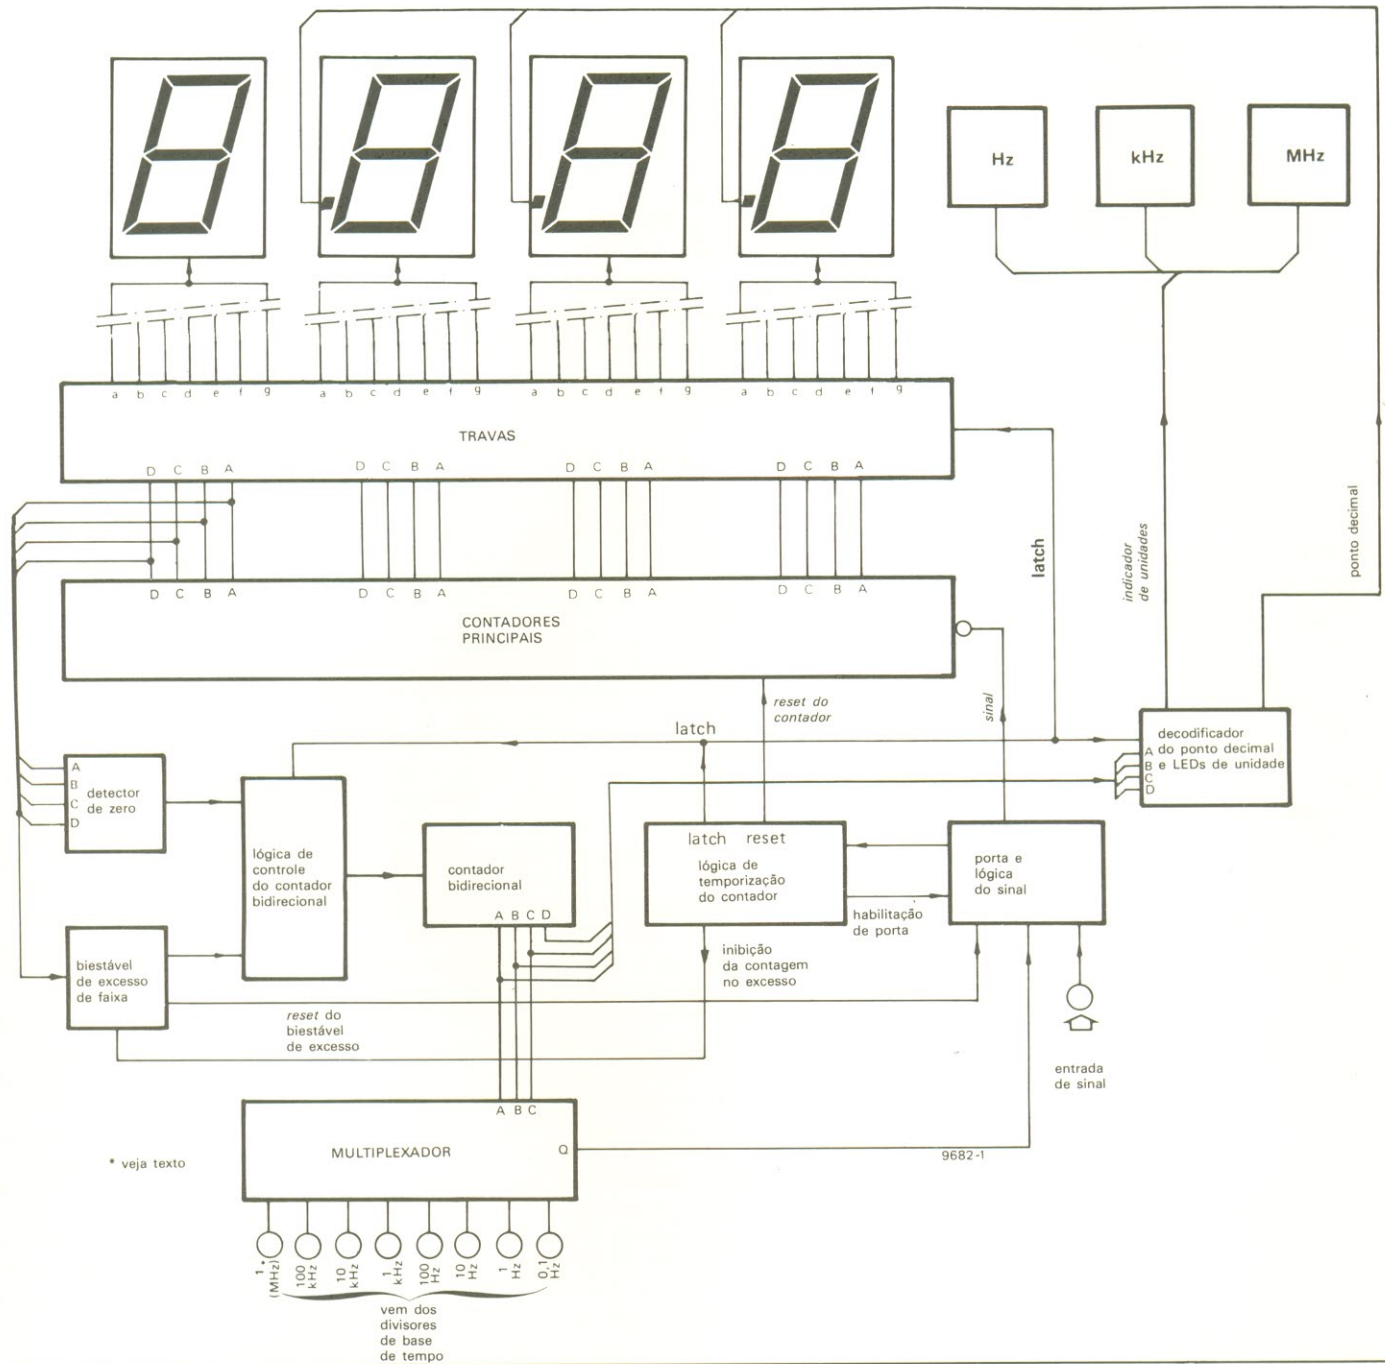 Hz
kHz
MHz
a b c d e f g
a b c d e f g
a b c d e f g
a b c d e f g
TRAVAS
D C B A
D C B A
D C B A
D C B A
latch
indicador
de unidades
ponto decimal
D C B A
D C B A
D C B A
D C B A
CONTADORES
PRINCIPAIS
reset do
contador
sinal
latch
decodificador
do ponto decimal
e LEDs de unidade
A
B
C
D
A
B
C
D
detector
de zero
lógica de
controle
do contador
bidirecional
contador
bidirecional
A B C D
latch reset
lógica de
temporização
do contador
porta e
lógica
do sinal
habilitação
de porta
biestável
de excesso
de faixa
inibição
da contagem
no excesso
reset do
biestável
de excesso
entrada
de sinal
A B C
MULTIPLEXADOR
Q
9682-1
* veja texto
1*
(MHz)
100
kHz
10
kHz
1
kHz
100
Hz
10
Hz
1
Hz
0,1
Hz
vem dos
divisores
de base
de tempo